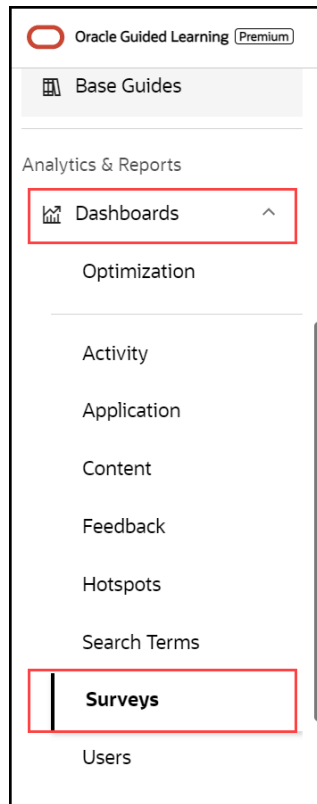 Oracle Guided Learning Premium
Base Guides
Analytics & Reports
Dashboards
Optimization
Activity
Application
Content
Feedback
Hotspots
Search Terms
Surveys
Users